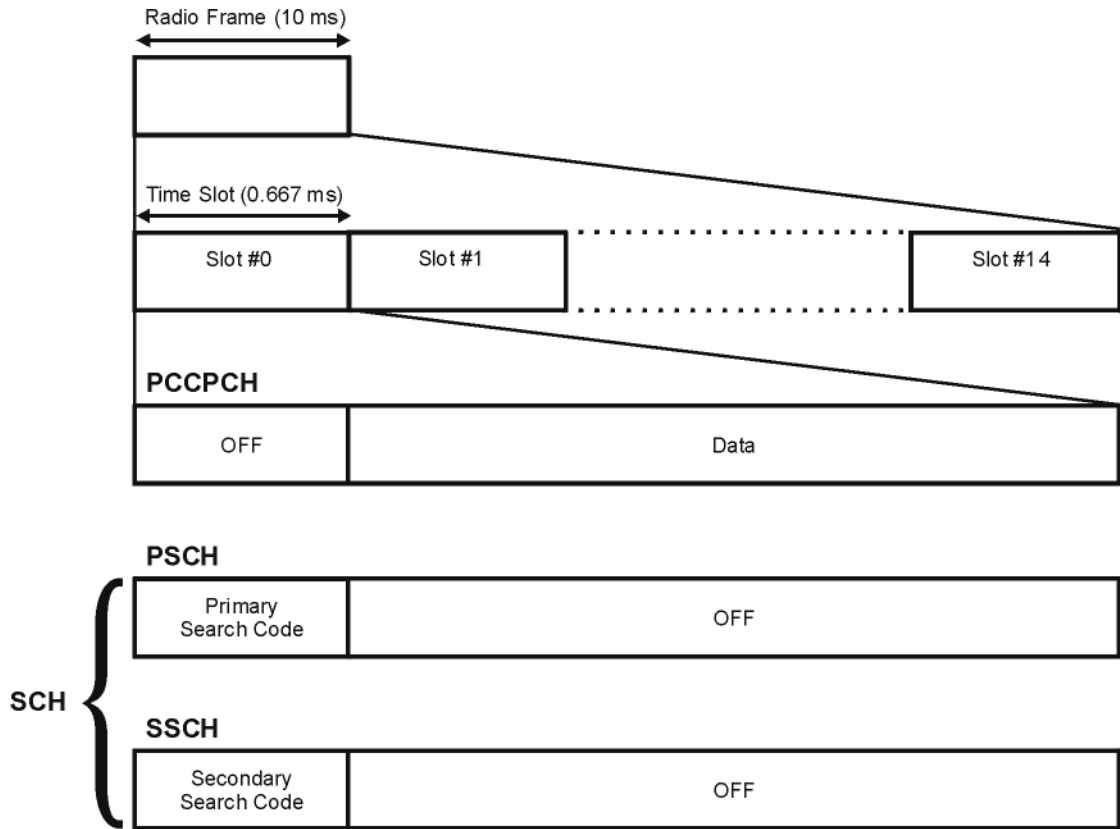 Radio Frame (10 ms)
Time Slot (0.667 ms)
Slot #0
Slot #1
Slot #14
PCCPCH
OFF
Data
PSCH
Primary
Search Code
OFF
SCH
SSCH
Secondary
Search Code
OFF